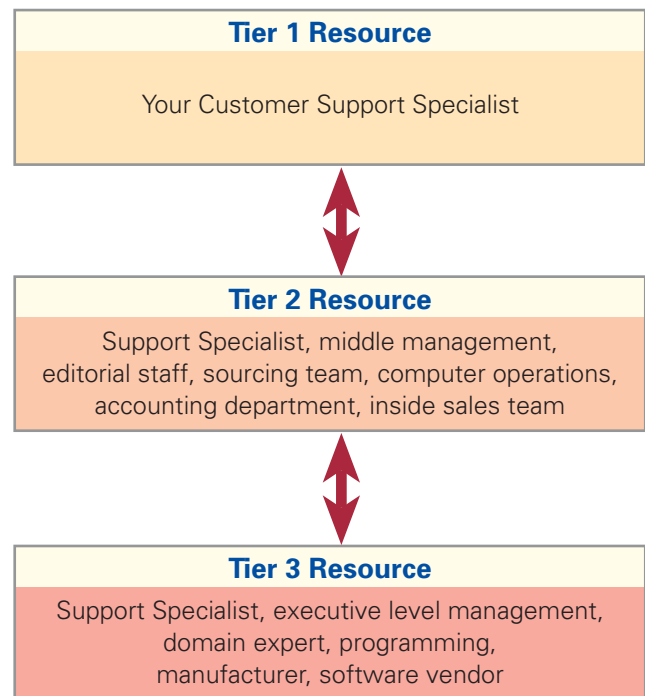 Tier 1 Resource
Your Customer Support Specialist
Tier 2 Resource
Support Specialist, middle management,
editorial staff, sourcing team, computer operations,
accounting department, inside sales team
Tier 3 Resource
Support Specialist, executive level management,
domain expert, programming,
manufacturer, software vendor